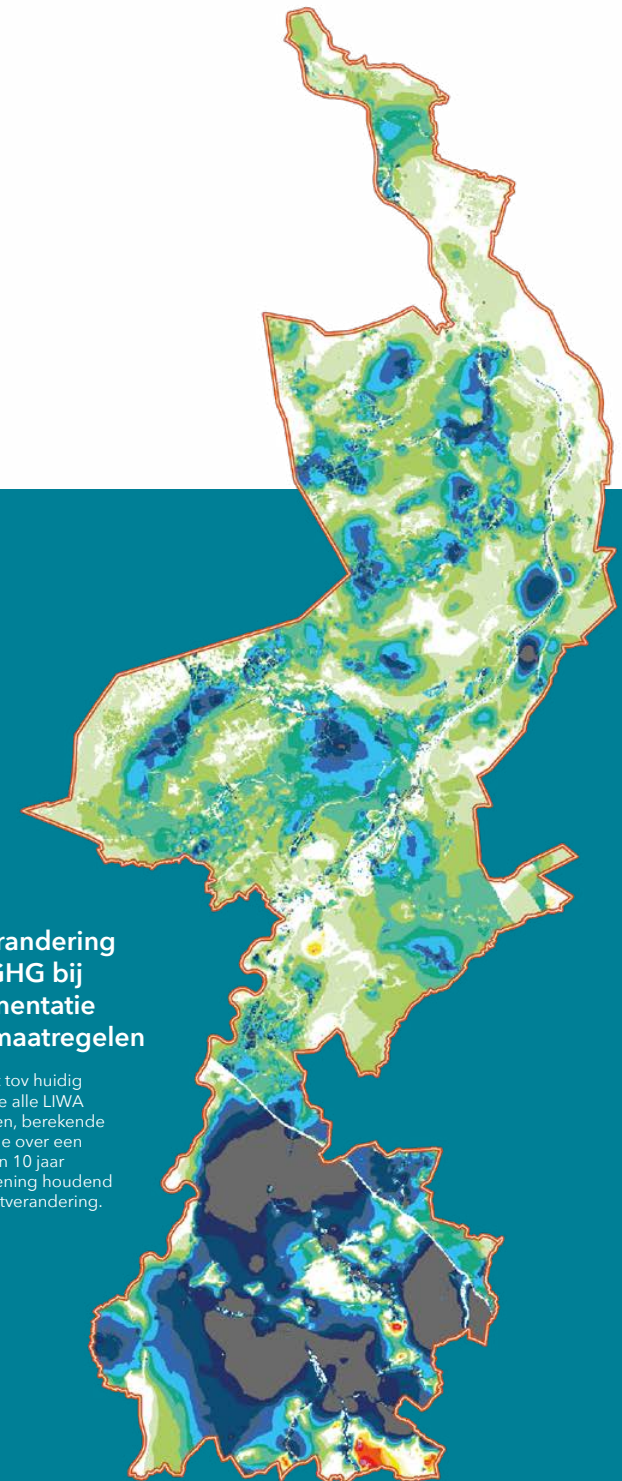 randering
GHG bij
nentatie
maatregelen
tov huidig
e alle LIWA
en, berekende
e over een
n 10 jaar
ening houdend
tverandering.